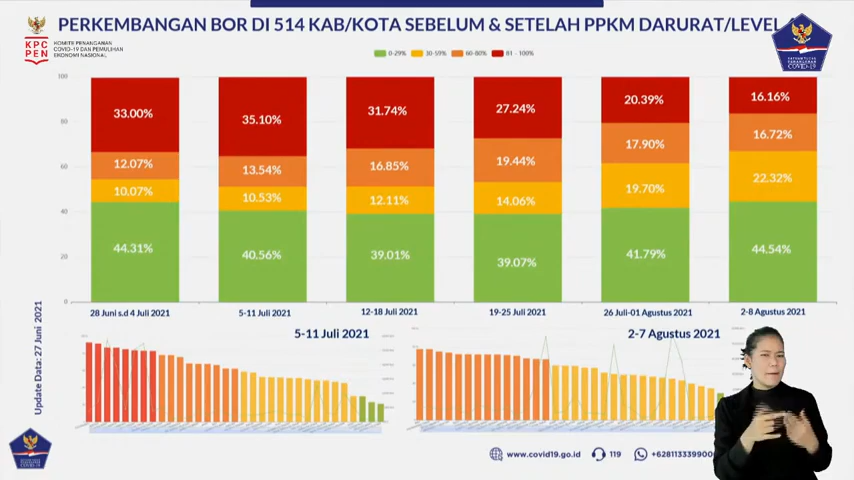 PERKEMBANGAN BOR DI 514 KAB/KOTA SEBELUM & SETELAH PPKM DARURAT/LEVEL
KPC
PEN
KOMITE PENANGANAN
COVID-19 DAN PEMULIHAN
EKONOMI NASIONAL
COVID-19
0-29% 30-59% 60-80% 81 - 100%
100
80
60
40
20
0
33.00% 35.10% 31.74% 27.24% 20.39% 16.16%
12.07% 13.54% 16.85% 19.44% 17.90% 16.72%
10.07% 10.53% 12.11% 14.06% 19.70% 22.32%
44.31% 40.56% 39.01% 39.07% 41.79% 44.54%
28 Juni s.d 4 Juli 2021 5-11 Juli 2021 12-18 Juli 2021 19-25 Juli 2021 26 Juli-01 Agustus 2021 2-8 Agustus 2021
Update Data: 27 Juni 2021
5-11 Juli 2021
2-7 Agustus 2021
www.covid19.go.id 119 +6281133399000